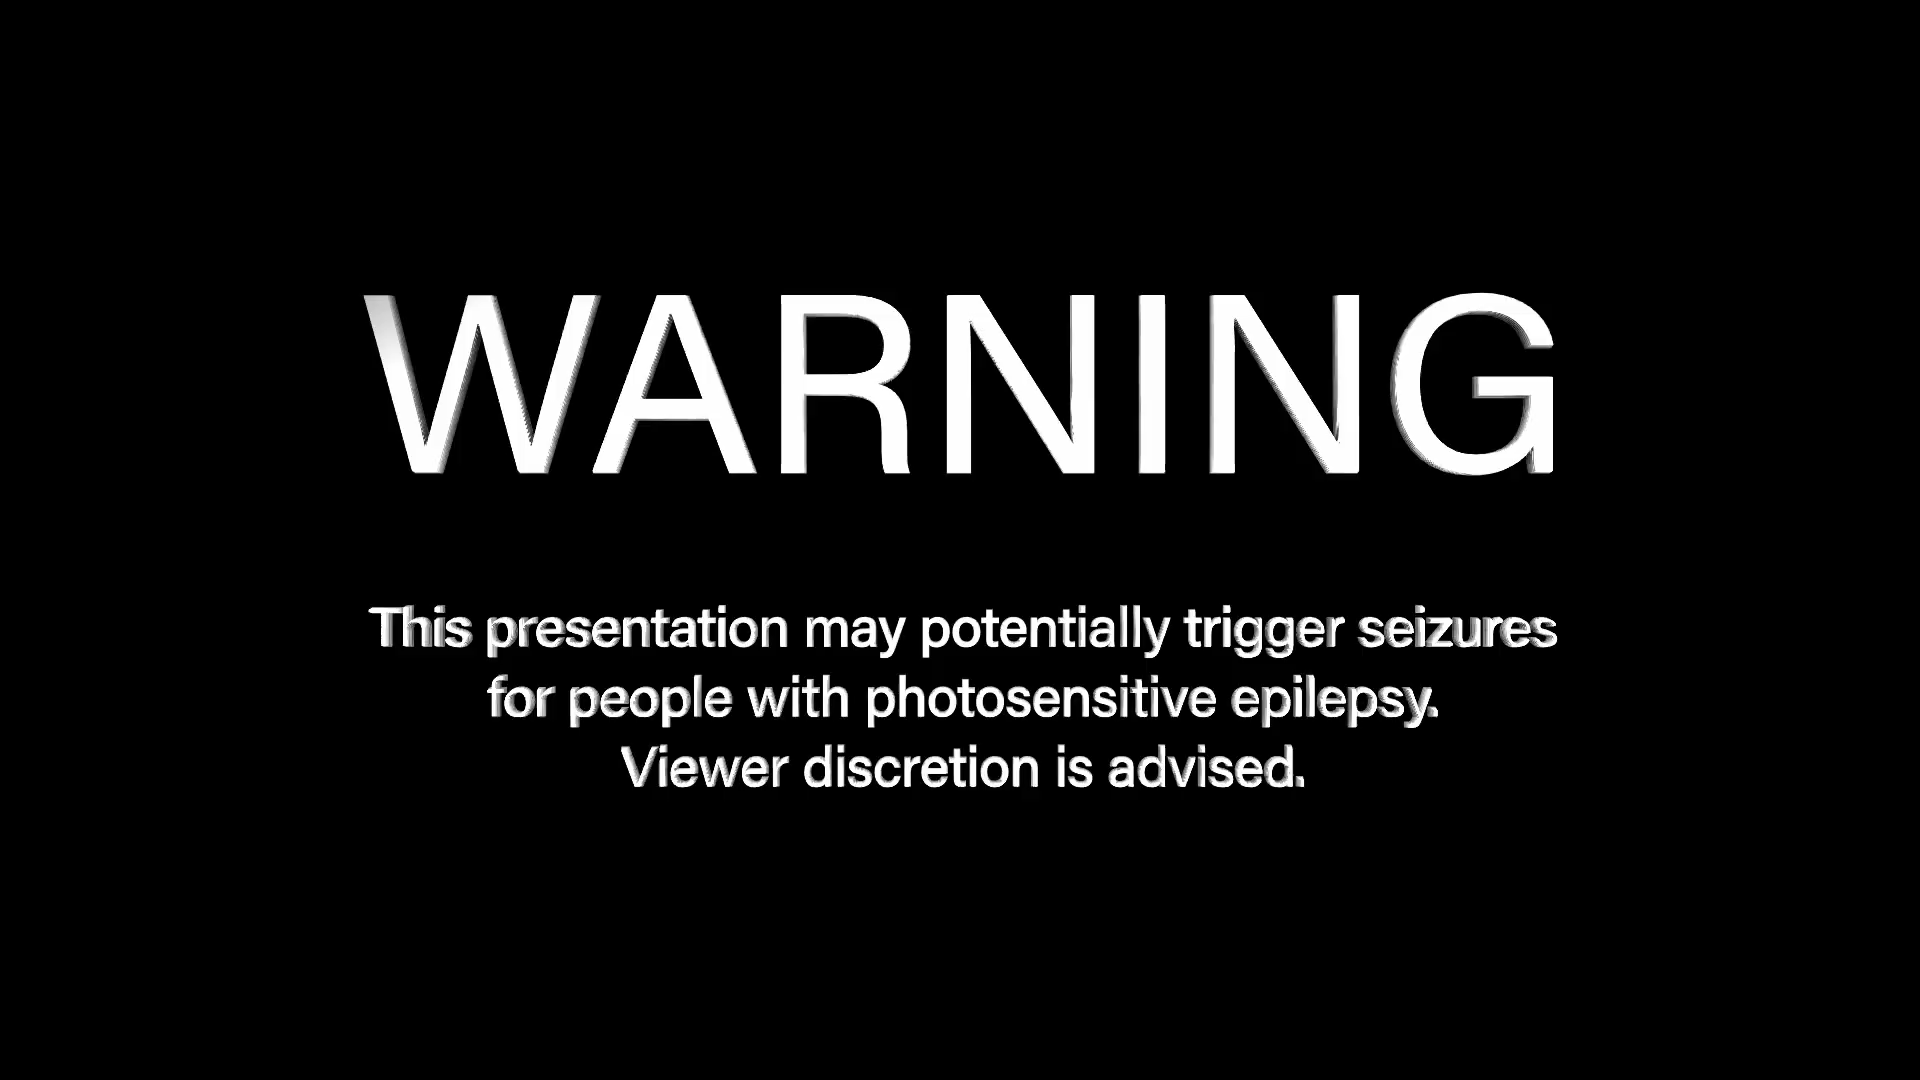 WARNING
This presentation may potentially trigger seizures
for people with photosensitive epilepsy.
Viewer discretion is advised.